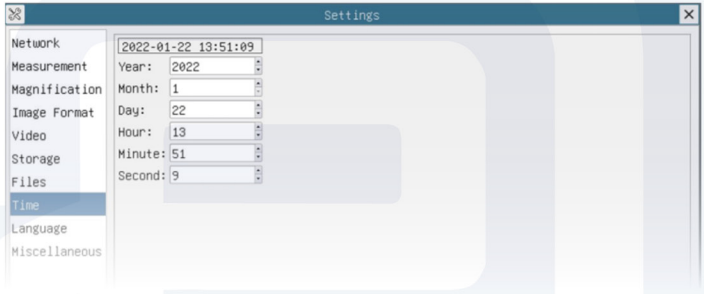 Settings
Network
Measurement
Magnification
Image Format
Video
Storage
Files
Time
Language
Miscellaneous
2022-01-22 13:51:09
Year: 2022
Month: 1
Day: 22
Hour: 13
Minute: 51
Second: 9